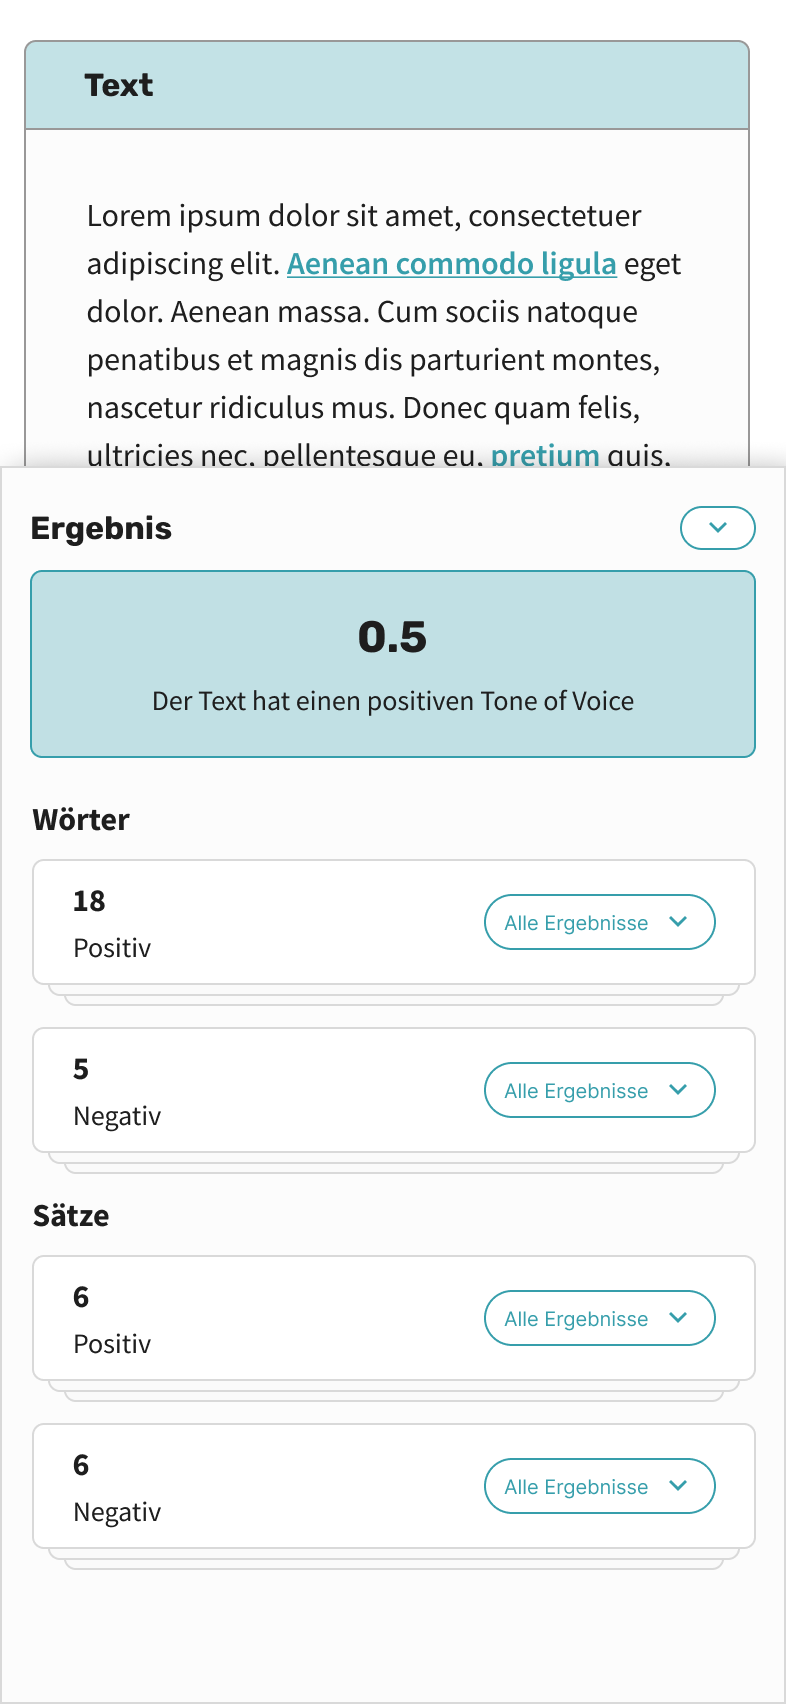 Text
Lorem ipsum dolor sit amet, consectetuer
adipiscing elit. Aenean commodo ligula eget
dolor. Aenean massa. Cum sociis natoque
penatibus et magnis dis parturient montes,
nascetur ridiculus mus. Donec quam felis,
ultricies nec, pellentesque eu, pretium quis,
Ergebnis
0.5
Der Text hat einen positiven Tone of Voice
Wörter
18
Positiv
Alle Ergebnisse
5
Negativ
Alle Ergebnisse
Sätze
6
Positiv
Alle Ergebnisse
6
Negativ
Alle Ergebnisse